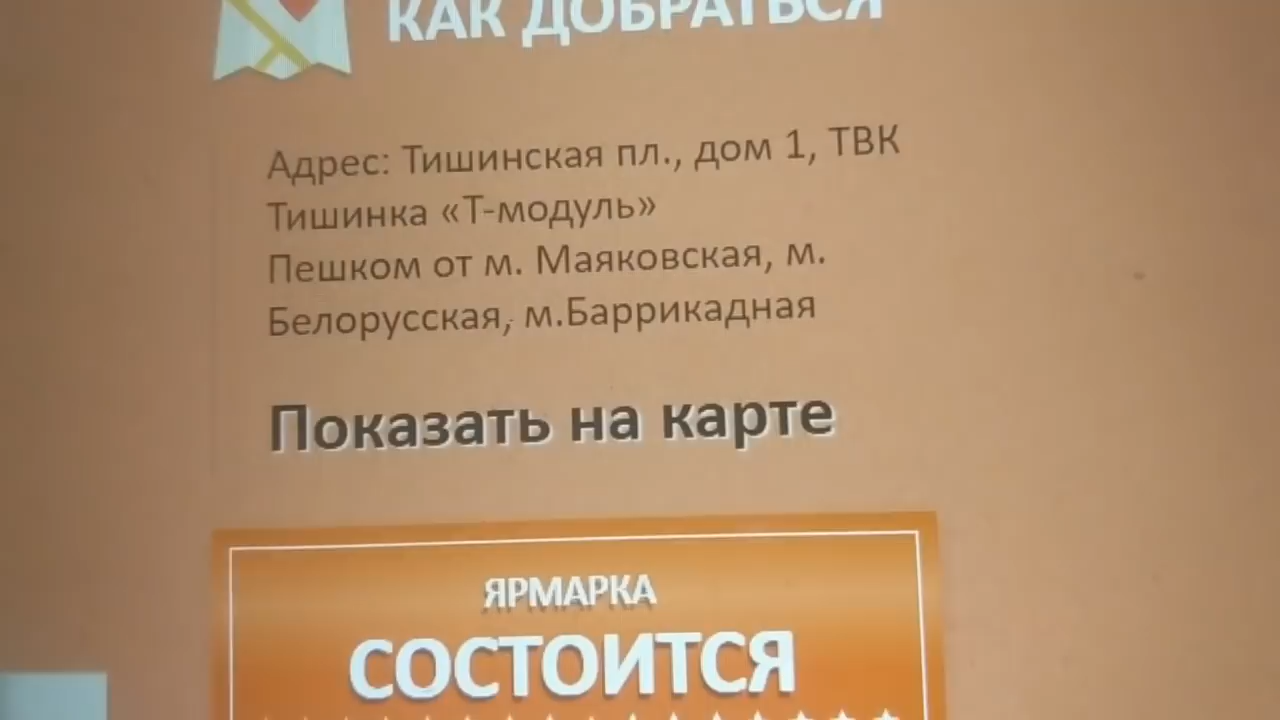 КАК ДОБРАТЬСЯ
Адрес: Тишинская пл., дом 1, ТВК
Тишинка «Т-модуль»
Пешком от м. Маяковская, м.
Белорусская, м.Баррикадная
Показать на карте
ЯРМАРКА
СОСТОИТСЯ